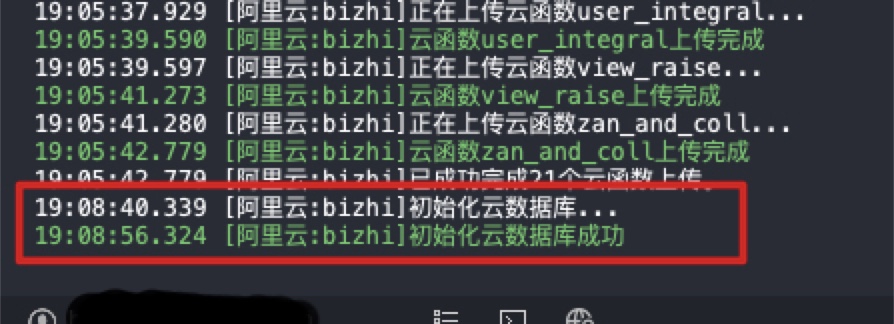 19:05:37.929 [阿里云:bizhi]正在上传云函数user_integral...
19:05:39.590 [阿里云:bizhi]云函数user_integral上传完成
19:05:39.597 [阿里云:bizhi]正在上传云函数view_raise...
19:05:41.273 [阿里云:bizhi]云函数view_raise上传完成
19:05:41.280 [阿里云:bizhi]正在上传云函数zan_and_coll...
19:05:42.779 [阿里云:bizhi]云函数zan_and_coll上传完成
19:05:42.779 [阿里云:bizhi]已成功完成21个云函数上传。
19:08:40.339 [阿里云:bizhi]初始化云数据库...
19:08:56.324 [阿里云:bizhi]初始化云数据库成功